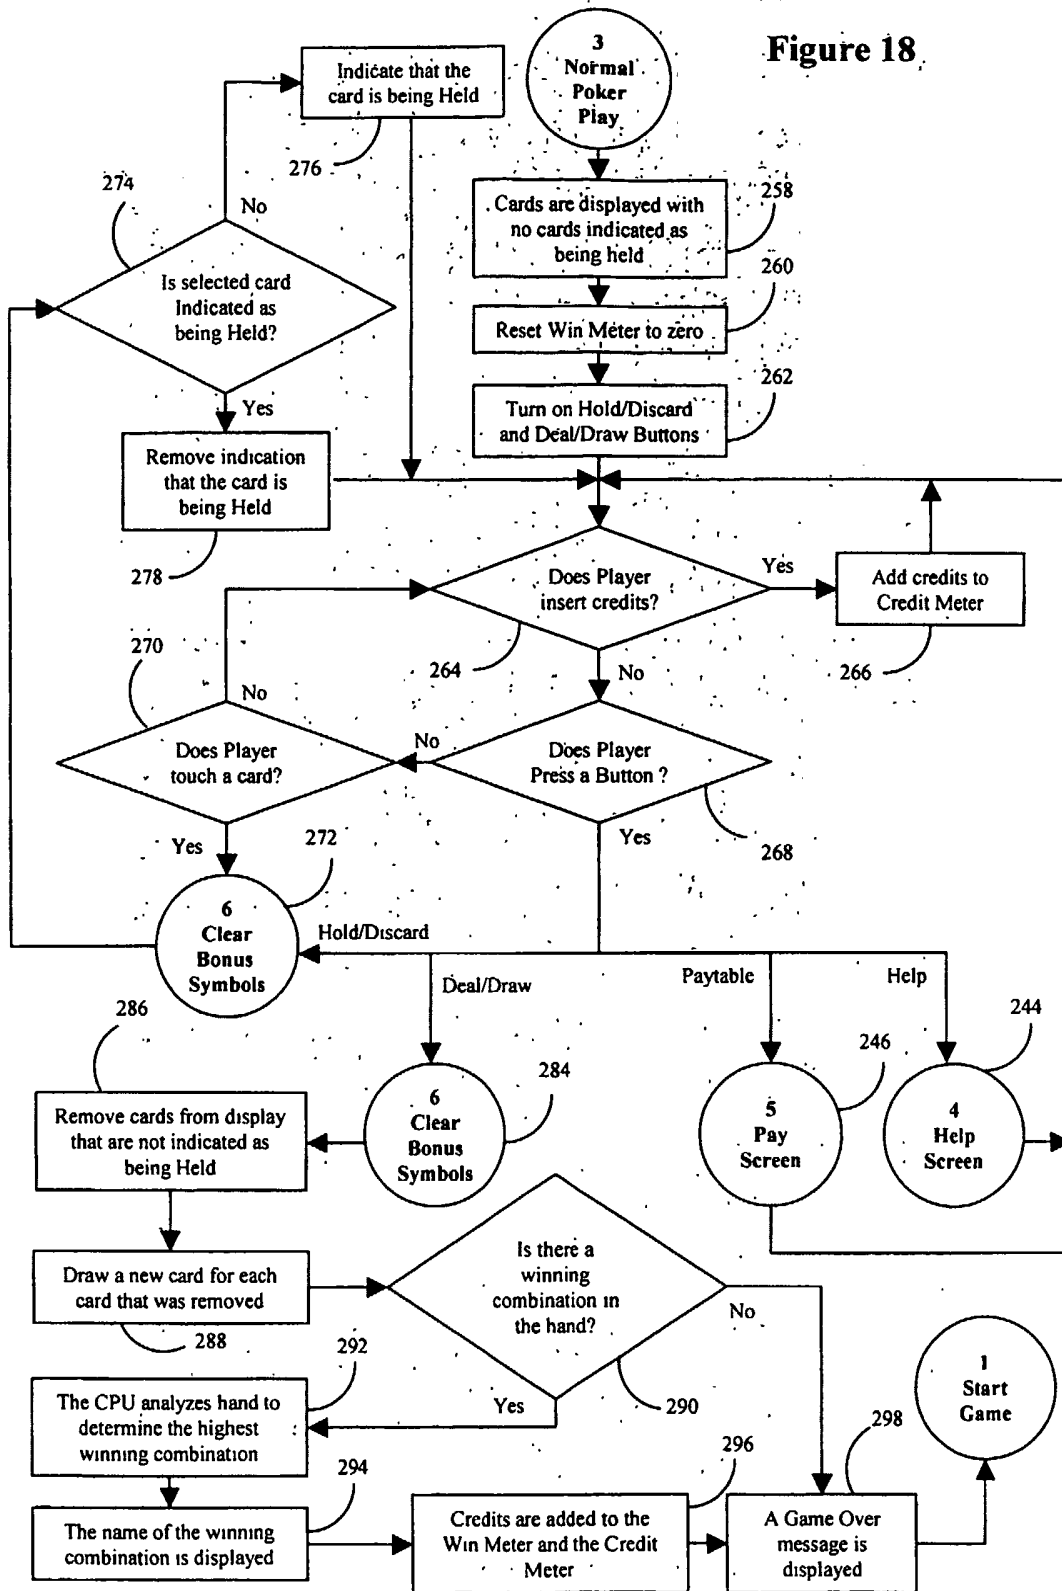 Figure 18
3
Normal
Poker
Play
Indicate that the
card is being Held
276
274
No
Cards are displayed with
no cards indicated as
being held
258
Is selected card
Indicated as
being Held?
260
Reset Win Meter to zero
262
Yes
Turn on Hold/Discard
and Deal/Draw Buttons
Remove indication
that the card is
being Held
278
Does Player
insert credits?
Yes
Add credits to
Credit Meter
270
264
266
No
No
Does Player
touch a card?
No
Does Player
Press a Button ?
Yes
272
Yes
268
6
Clear
Bonus
Symbols
Hold/Discard
Deal/Draw
Paytable
Help
286
244
246
284
Remove cards from display
that are not indicated as
being Held
6
Clear
Bonus
Symbols
5
Pay
Screen
4
Help
Screen
Is there a
winning
combination in
the hand?
Draw a new card for each
card that was removed
No
288
292
1
Start
Game
The CPU analyzes hand to
determine the highest
winning combination
Yes
290
298
296
294
The name of the winning
combination is displayed
Credits are added to the
Win Meter and the Credit
Meter
A Game Over
message is
displayed